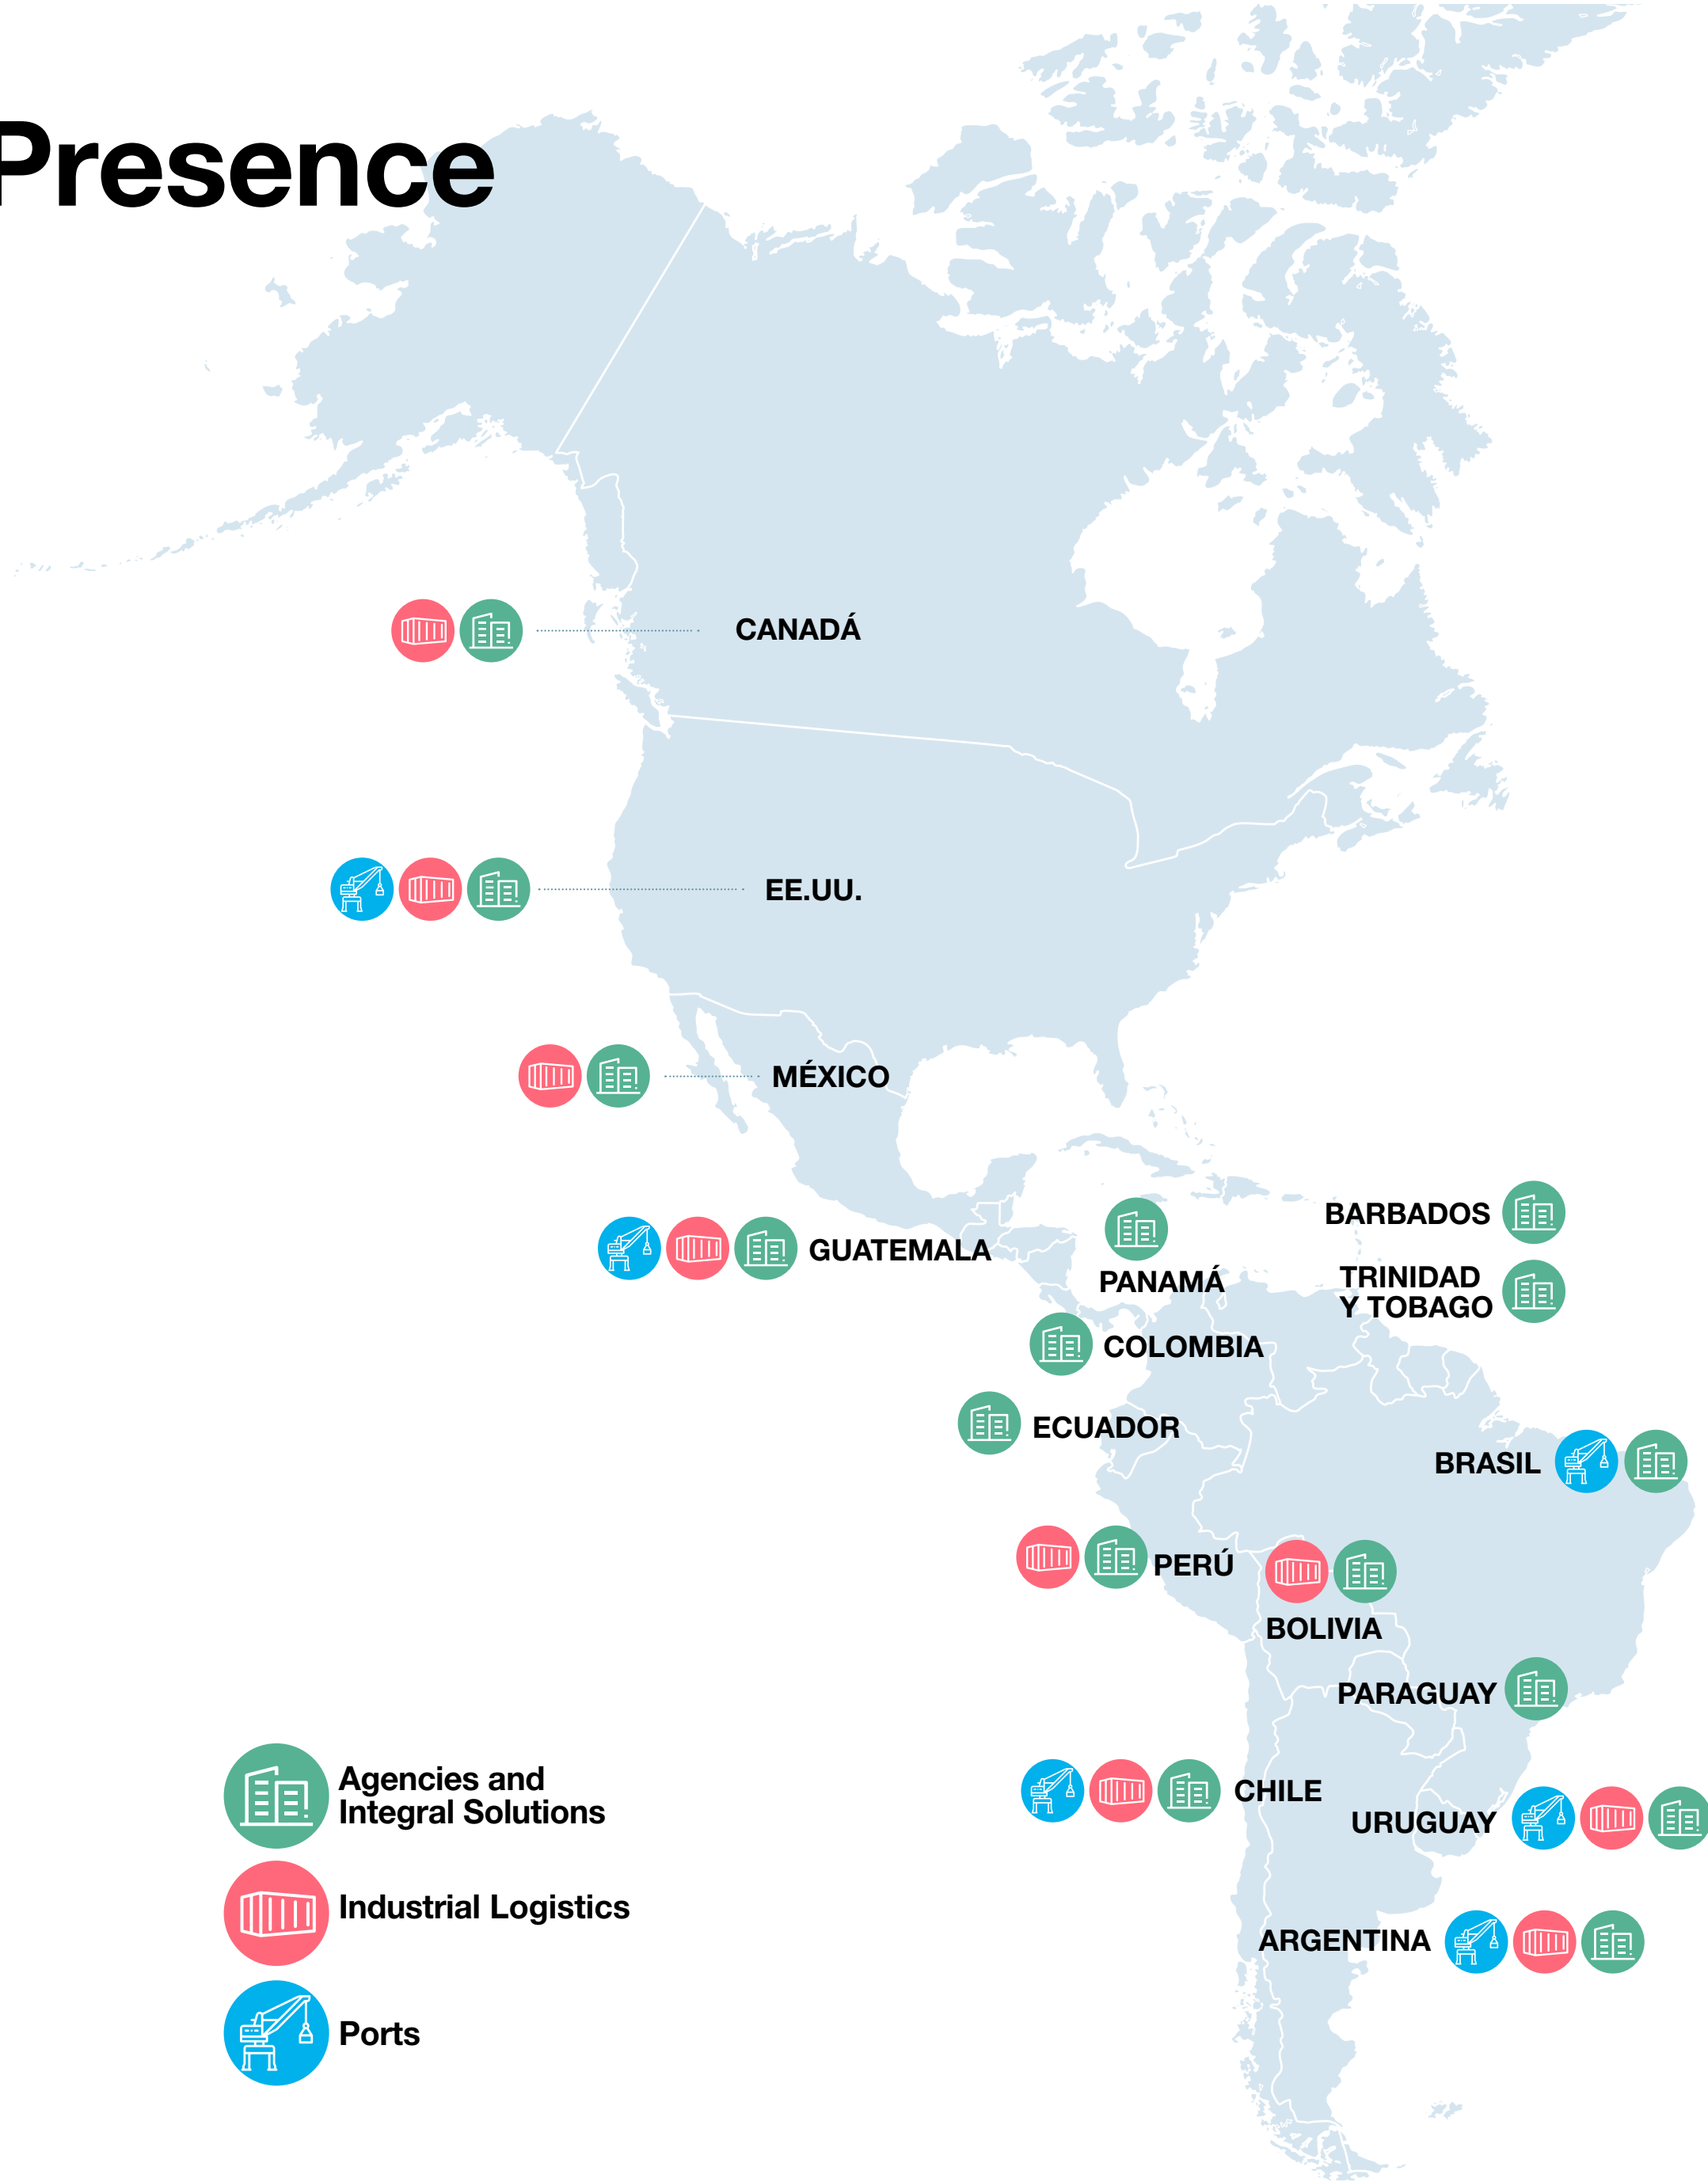 Presence
CANADÁ
EE.UU.
MÉXICO
GUATEMALA
PANAMÁ
BARBADOS
TRINIDAD
Y TOBAGO
COLOMBIA
ECUADOR
BRASIL
PERÚ
BOLIVIA
PARAGUAY
CHILE
URUGUAY
ARGENTINA
Agencies and
Integral Solutions
Industrial Logistics
Ports